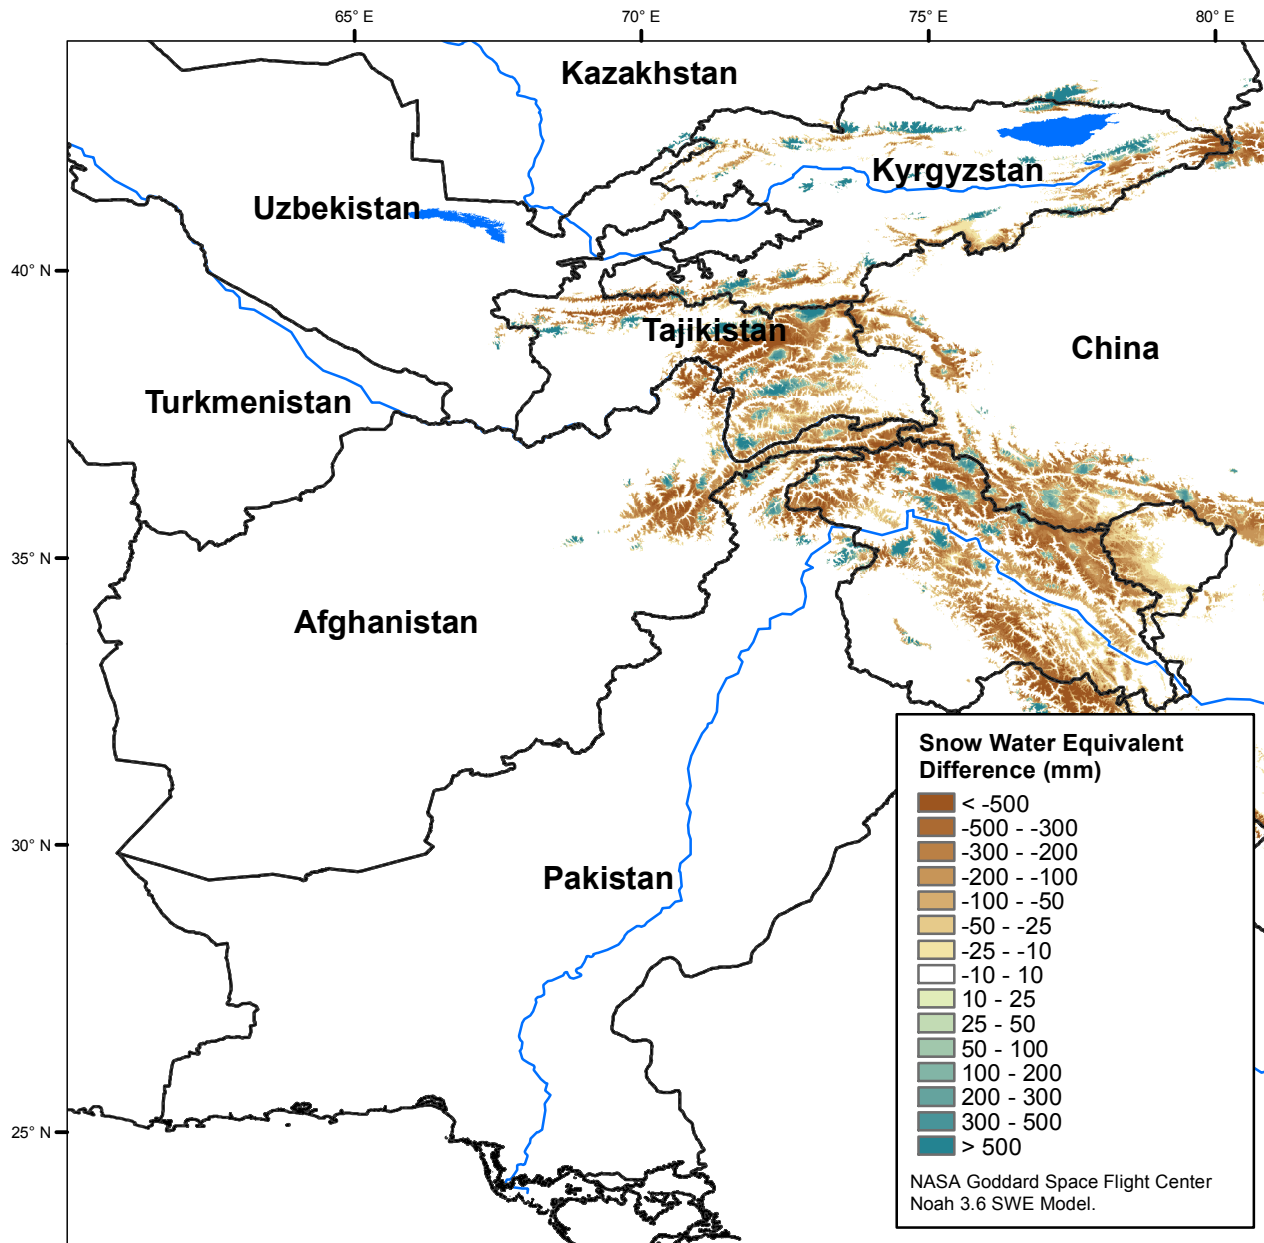 65° E
70° E
75° E
80° E
Kazakhstan
Kyrgyzstan
Uzbekistan
40° N
Tajikistan
China
Turkmenistan
35° N
Afghanistan
Snow Water Equivalent
Difference (mm)
< -500
-500 - -300
-300 - -200
-200 - -100
-100 - -50
-50 - -25
-25 - -10
-10 - 10
10 - 25
25 - 50
50 - 100
100 - 200
200 - 300
300 - 500
> 500
NASA Goddard Space Flight Center
Noah 3.6 SWE Model.
30° N
Pakistan
25° N